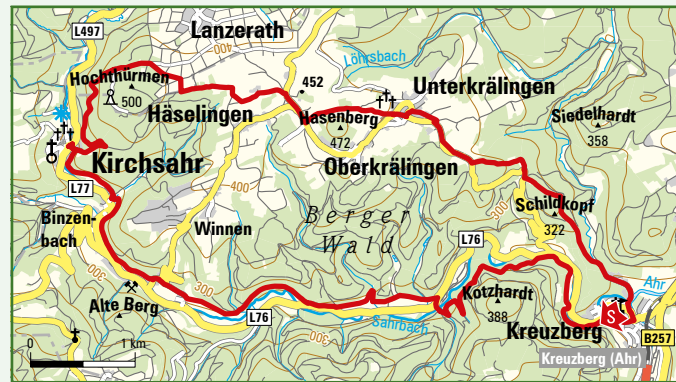 L497
Lanzerath
400
Löhrsbach
Hochthürmen
500
452
Unterkrälingen
Häselingen
Hasenberg
472
Siedelhardt
358
Kirchsahr
Oberkrälingen
L77
400
300
Schildkopf
322
Binzen-
bach
Winnen
Berger
Wald
L76
300
300
Alte Berg
L76
Sahrbach
300
Kotzhardt
388
Ahr
S
Kreuzberg
B257
Kreuzberg (Ahr)
0
1 km